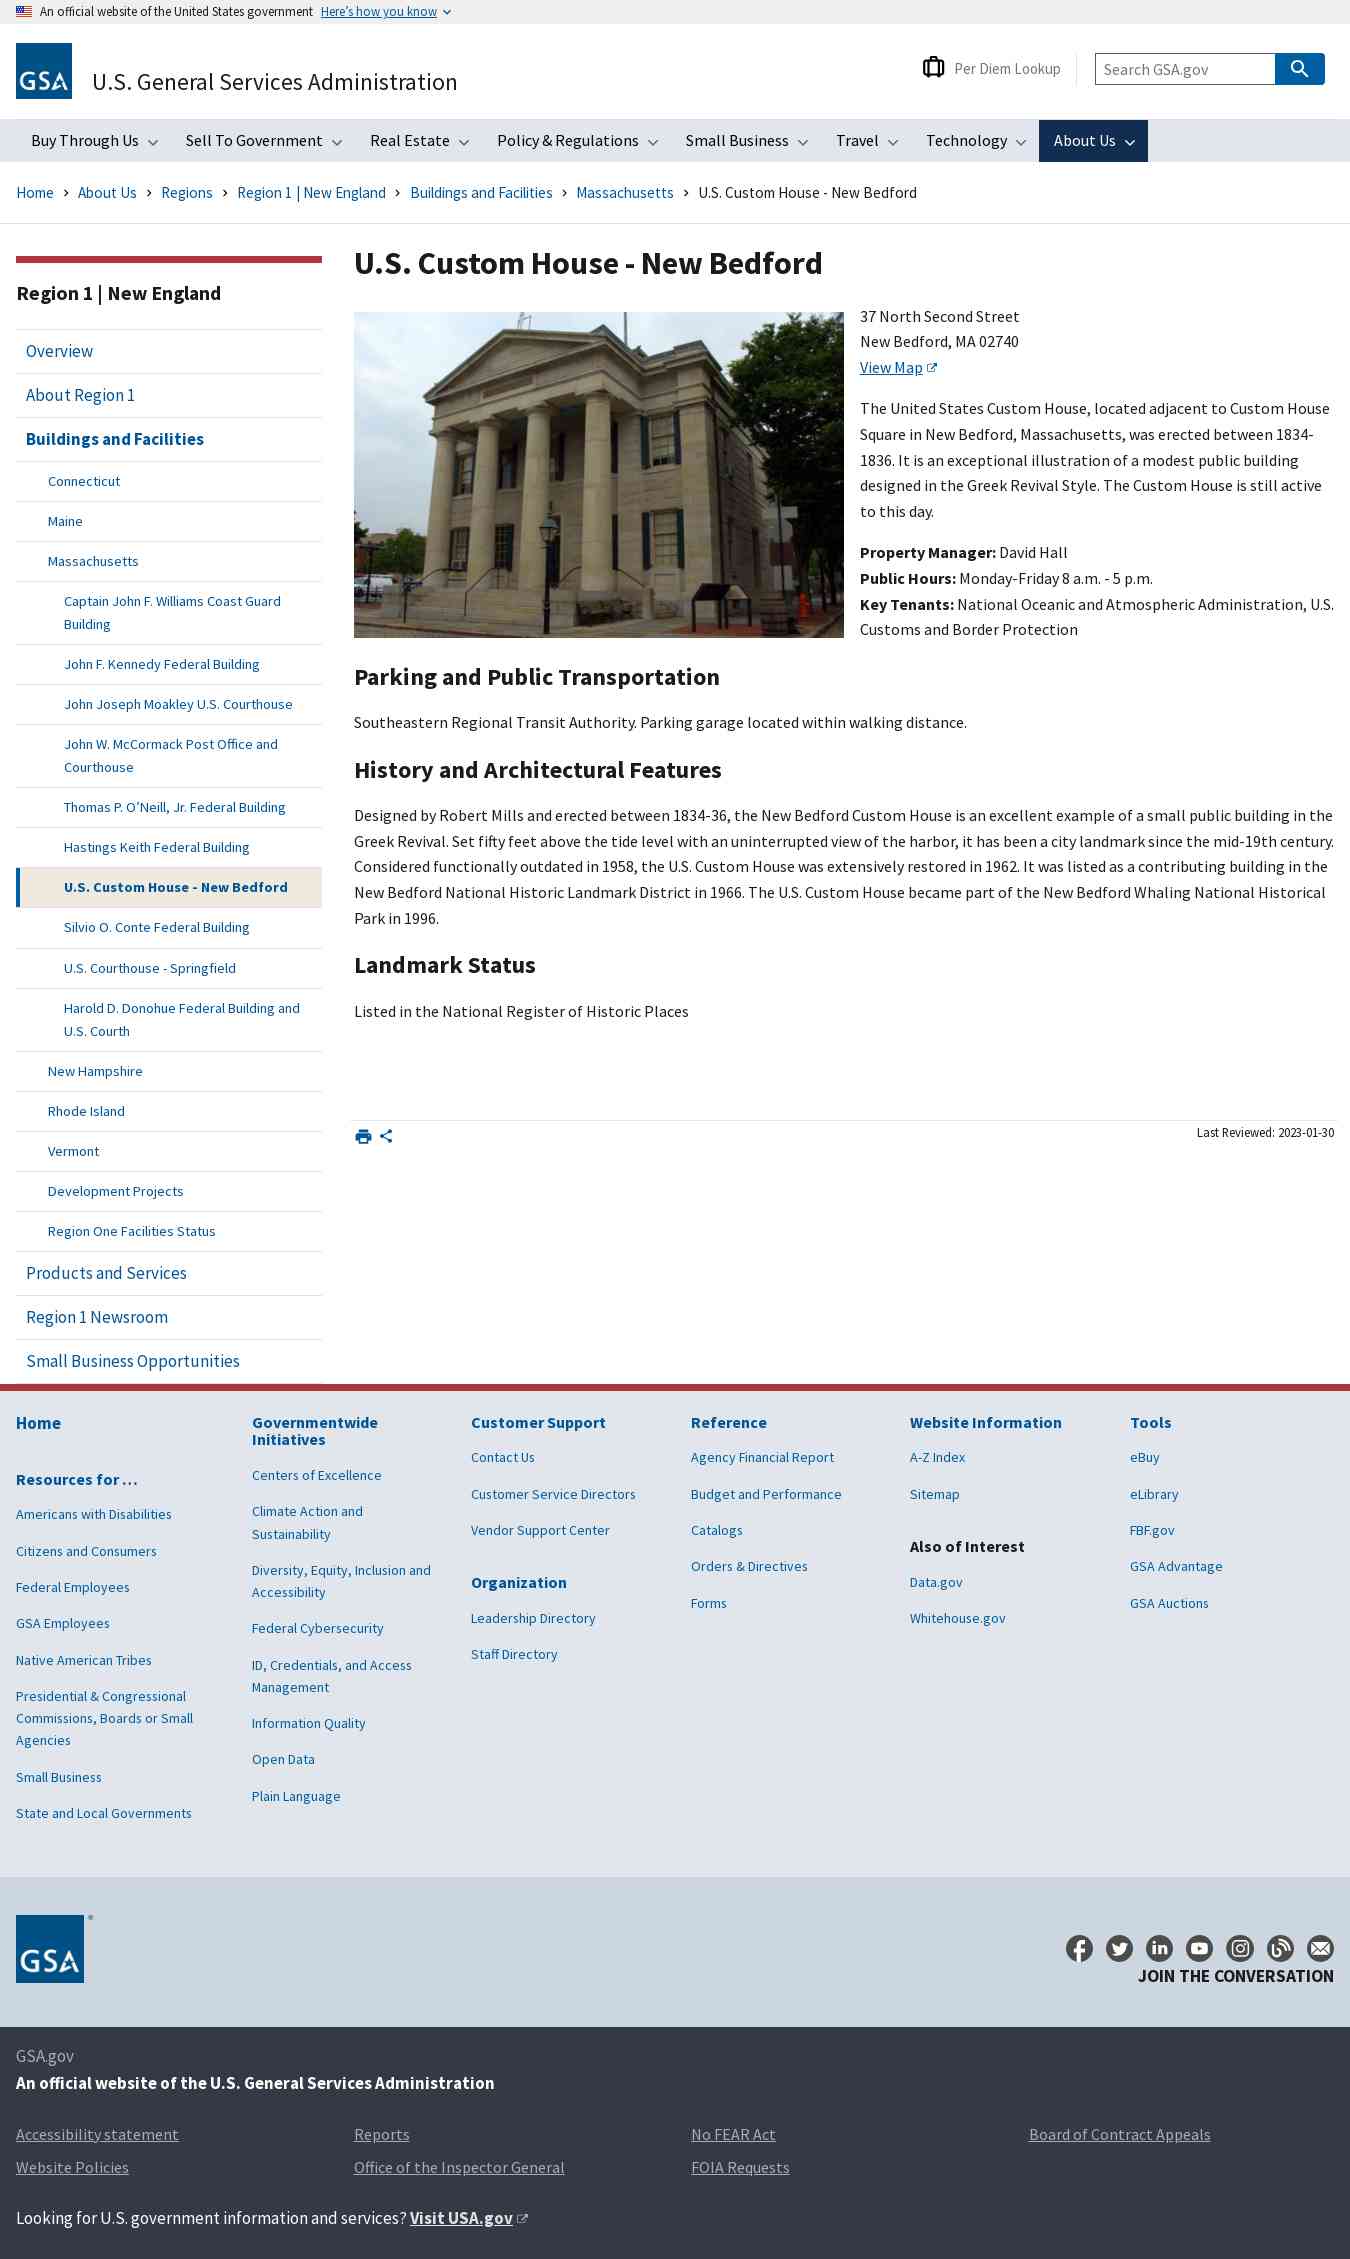 An official website of the United States government Here's how you know
GSA
U.S. General Services Administration
Per Diem Lookup
Search GSA.gov
Buy Through Us
Sell To Government
Real Estate
Policy & Regulations
Small Business
Travel
Technology
About Us
Home > About Us > Regions > Region 1 | New England > Buildings and Facilities > Massachusetts > U.S. Custom House - New Bedford
Region 1 | New England
Overview
About Region 1
Buildings and Facilities
Connecticut
Maine
Massachusetts
Captain John F. Williams Coast Guard
Building
John F. Kennedy Federal Building
John Joseph Moakley U.S. Courthouse
John W. McCormack Post Office and
Courthouse
Thomas P. O'Neill, Jr. Federal Building
Hastings Keith Federal Building
U.S. Custom House - New Bedford
Silvio O. Conte Federal Building
U.S. Courthouse - Springfield
Harold D. Donohue Federal Building and
U.S. Courth
New Hampshire
Rhode Island
Vermont
Development Projects
Region One Facilities Status
Products and Services
Region 1 Newsroom
Small Business Opportunities
U.S. Custom House - New Bedford
37 North Second Street
New Bedford, MA 02740
View Map
The United States Custom House, located adjacent to Custom House
Square in New Bedford, Massachusetts, was erected between 1834-
1836. It is an exceptional illustration of a modest public building
designed in the Greek Revival Style. The Custom House is still active
to this day.
Property Manager: David Hall
Public Hours: Monday-Friday 8 a.m. - 5 p.m.
Key Tenants: National Oceanic and Atmospheric Administration, U.S.
Customs and Border Protection
Parking and Public Transportation
Southeastern Regional Transit Authority. Parking garage located within walking distance.
History and Architectural Features
Designed by Robert Mills and erected between 1834-36, the New Bedford Custom House is an excellent example of a small public building in the
Greek Revival. Set fifty feet above the tide level with an uninterrupted view of the harbor, it has been a city landmark since the mid-19th century.
Considered functionally outdated in 1958, the U.S. Custom House was extensively restored in 1962. It was listed as a contributing building in the
New Bedford National Historic Landmark District in 1966. The U.S. Custom House became part of the New Bedford Whaling National Historical
Park in 1996.
Landmark Status
Listed in the National Register of Historic Places
Last Reviewed: 2023-01-30
Home
Resources for …
Americans with Disabilities
Citizens and Consumers
Federal Employees
GSA Employees
Native American Tribes
Presidential & Congressional
Commissions, Boards or Small
Agencies
Small Business
State and Local Governments
Governmentwide
Initiatives
Centers of Excellence
Climate Action and
Sustainability
Diversity, Equity, Inclusion and
Accessibility
Federal Cybersecurity
ID, Credentials, and Access
Management
Information Quality
Open Data
Plain Language
Customer Support
Contact Us
Customer Service Directors
Vendor Support Center
Organization
Leadership Directory
Staff Directory
Reference
Agency Financial Report
Budget and Performance
Catalogs
Orders & Directives
Forms
Website Information
A-Z Index
Sitemap
Also of Interest
Data.gov
Whitehouse.gov
Tools
eBuy
eLibrary
FBF.gov
GSA Advantage
GSA Auctions
GSA
JOIN THE CONVERSATION
GSA.gov
An official website of the U.S. General Services Administration
Accessibility statement
Reports
No FEAR Act
Board of Contract Appeals
Website Policies
Office of the Inspector General
FOIA Requests
Looking for U.S. government information and services? Visit USA.gov